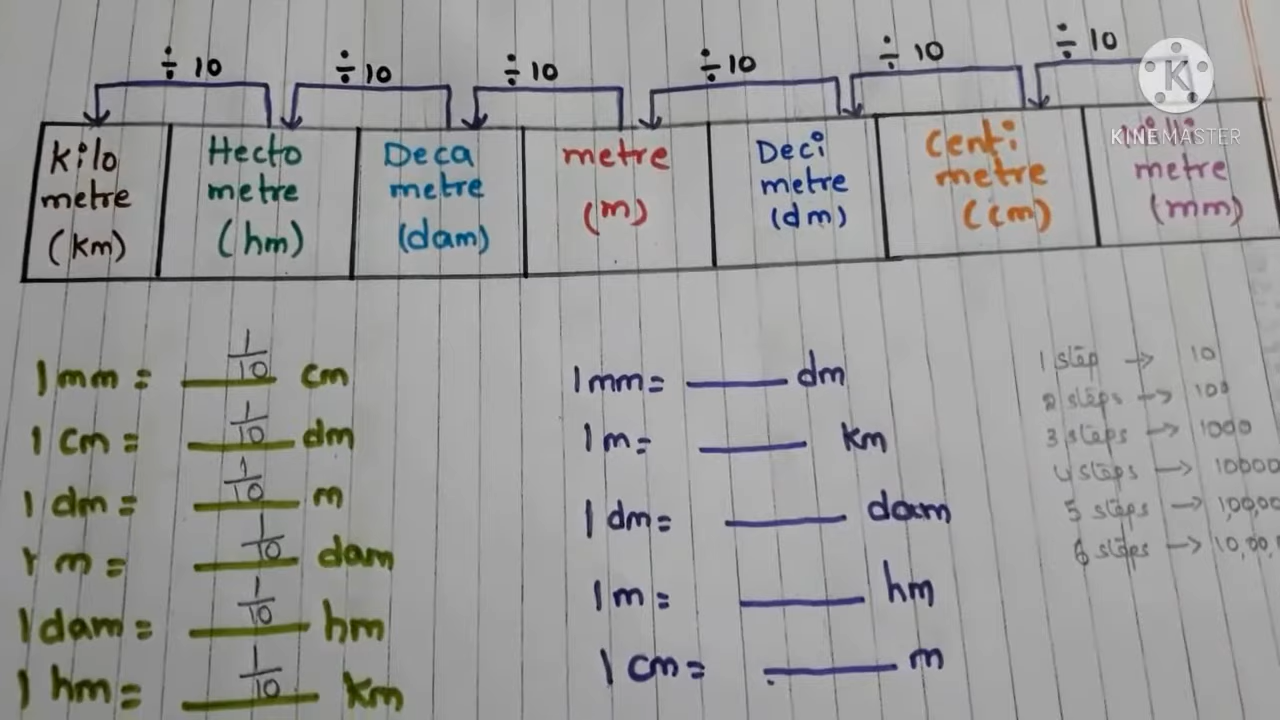 ÷ 10 ÷ 10 ÷ 10 ÷ 10 ÷ 10 ÷ 10
K
KINEMASTER
Kilo metre (km)
Hecto metre (hm)
Deca metre (dam)
metre (m)
Deci metre (dm)
Centi metre (cm)
Milli metre (mm)
1 mm = 1/10 cm
1 cm = 1/10 dm
1 dm = 1/10 m
1 m = 1/10 dam
1 dam = 1/10 hm
1 hm = 1/10 km
1 mm = ____ dm
1 m = ____ km
1 dm = ____ dam
1 m = ____ hm
1 cm = ____ m
1 step → 10
2 steps → 100
3 steps → 1000
4 steps → 10000
5 steps →
6 steps →